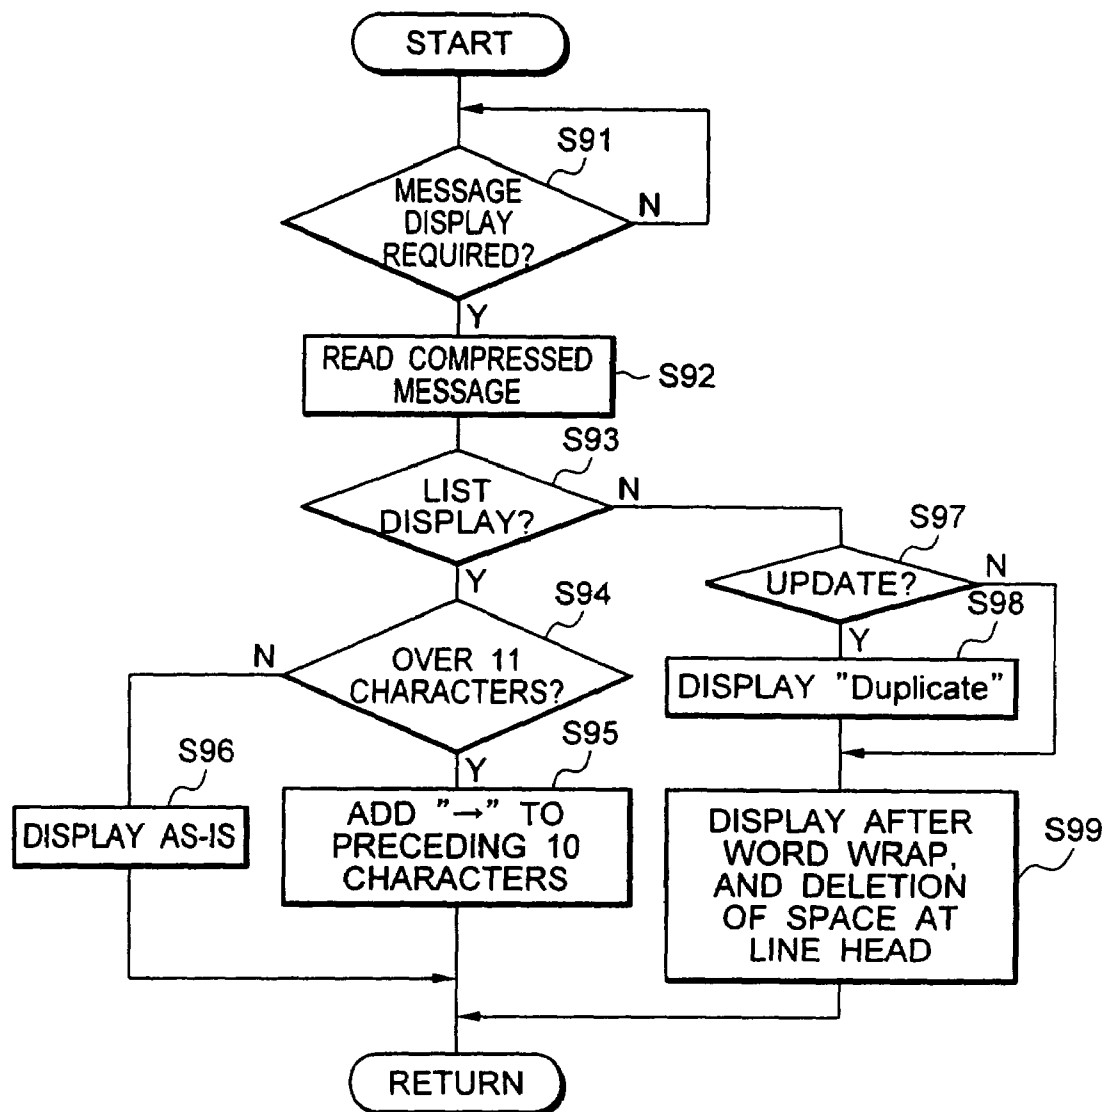 START
S91
MESSAGE
DISPLAY
REQUIRED?
N
Y
READ COMPRESSED
MESSAGE
S92
S93
LIST
DISPLAY?
N
Y
S97
UPDATE?
N
Y
S98
DISPLAY "Duplicate"
S94
OVER 11
CHARACTERS?
N
Y
S96
DISPLAY AS-IS
S95
ADD "→" TO
PRECEDING 10
CHARACTERS
DISPLAY AFTER
WORD WRAP,
AND DELETION
OF SPACE AT
LINE HEAD
S99
RETURN